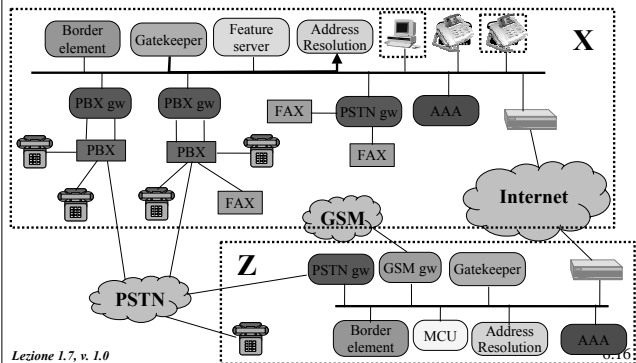 Border
element
Gatekeeper
Feature
server
Address
Resolution
X
PBX gw
PBX gw
FAX
PSTN gw
AAA
PBX
PBX
FAX
FAX
Internet
GSM
Z
PSTN gw
GSM gw
Gatekeeper
PSTN
Border
element
MCU
Address
Resolution
AAA
Lezione 1.7, v. 1.0
6.16